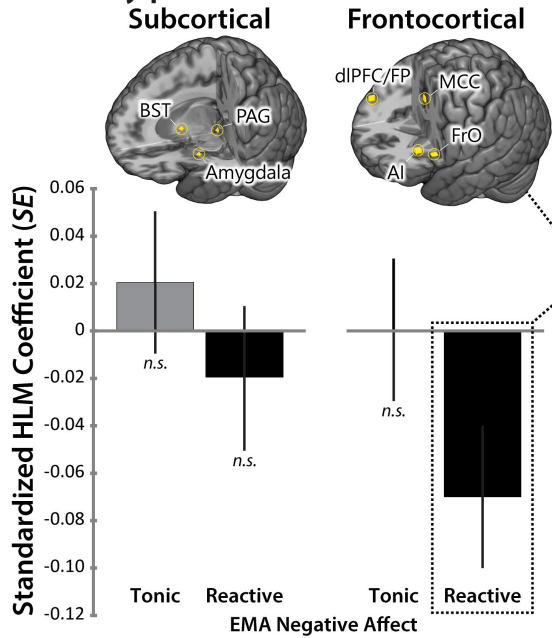 Subcortical
Frontocortical
BST
PAG
Amygdala
dlPFC/FP
MCC
FrO
AI
Standardized HLM Coefficient (SE)
0.06
0.04
0.02
0
-0.02
-0.04
-0.06
-0.08
-0.10
-0.12
n.s.
n.s.
n.s.
Tonic
Reactive
Tonic
Reactive
EMA Negative Affect